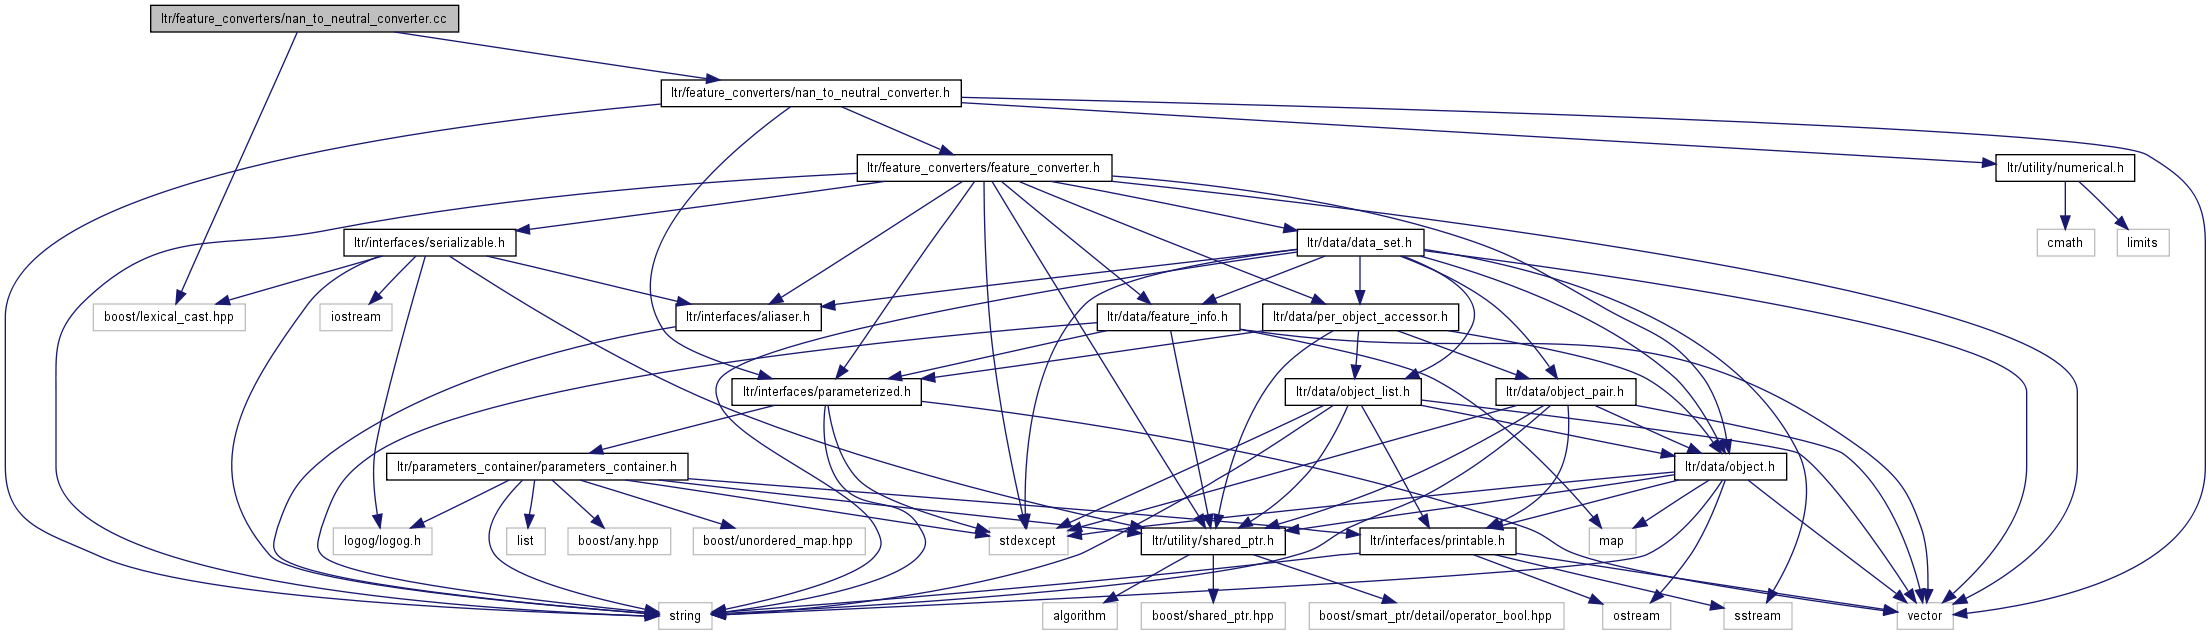 ltr/feature_converters/nan_to_neutral_converter.cc
ltr/feature_converters/nan_to_neutral_converter.h
ltr/feature_converters/feature_converter.h
ltr/utility/numerical.h
ltr/interfaces/serializable.h
ltr/data/data_set.h
cmath
limits
boost/lexical_cast.hpp
iostream
ltr/interfaces/aliaser.h
ltr/data/feature_info.h
ltr/data/per_object_accessor.h
ltr/interfaces/parameterized.h
ltr/data/object_list.h
ltr/data/object_pair.h
ltr/parameters_container/parameters_container.h
ltr/data/object.h
logog/logog.h
list
boost/any.hpp
boost/unordered_map.hpp
stdexcept
ltr/utility/shared_ptr.h
ltr/interfaces/printable.h
map
string
algorithm
boost/shared_ptr.hpp
boost/smart_ptr/detail/operator_bool.hpp
ostream
sstream
vector